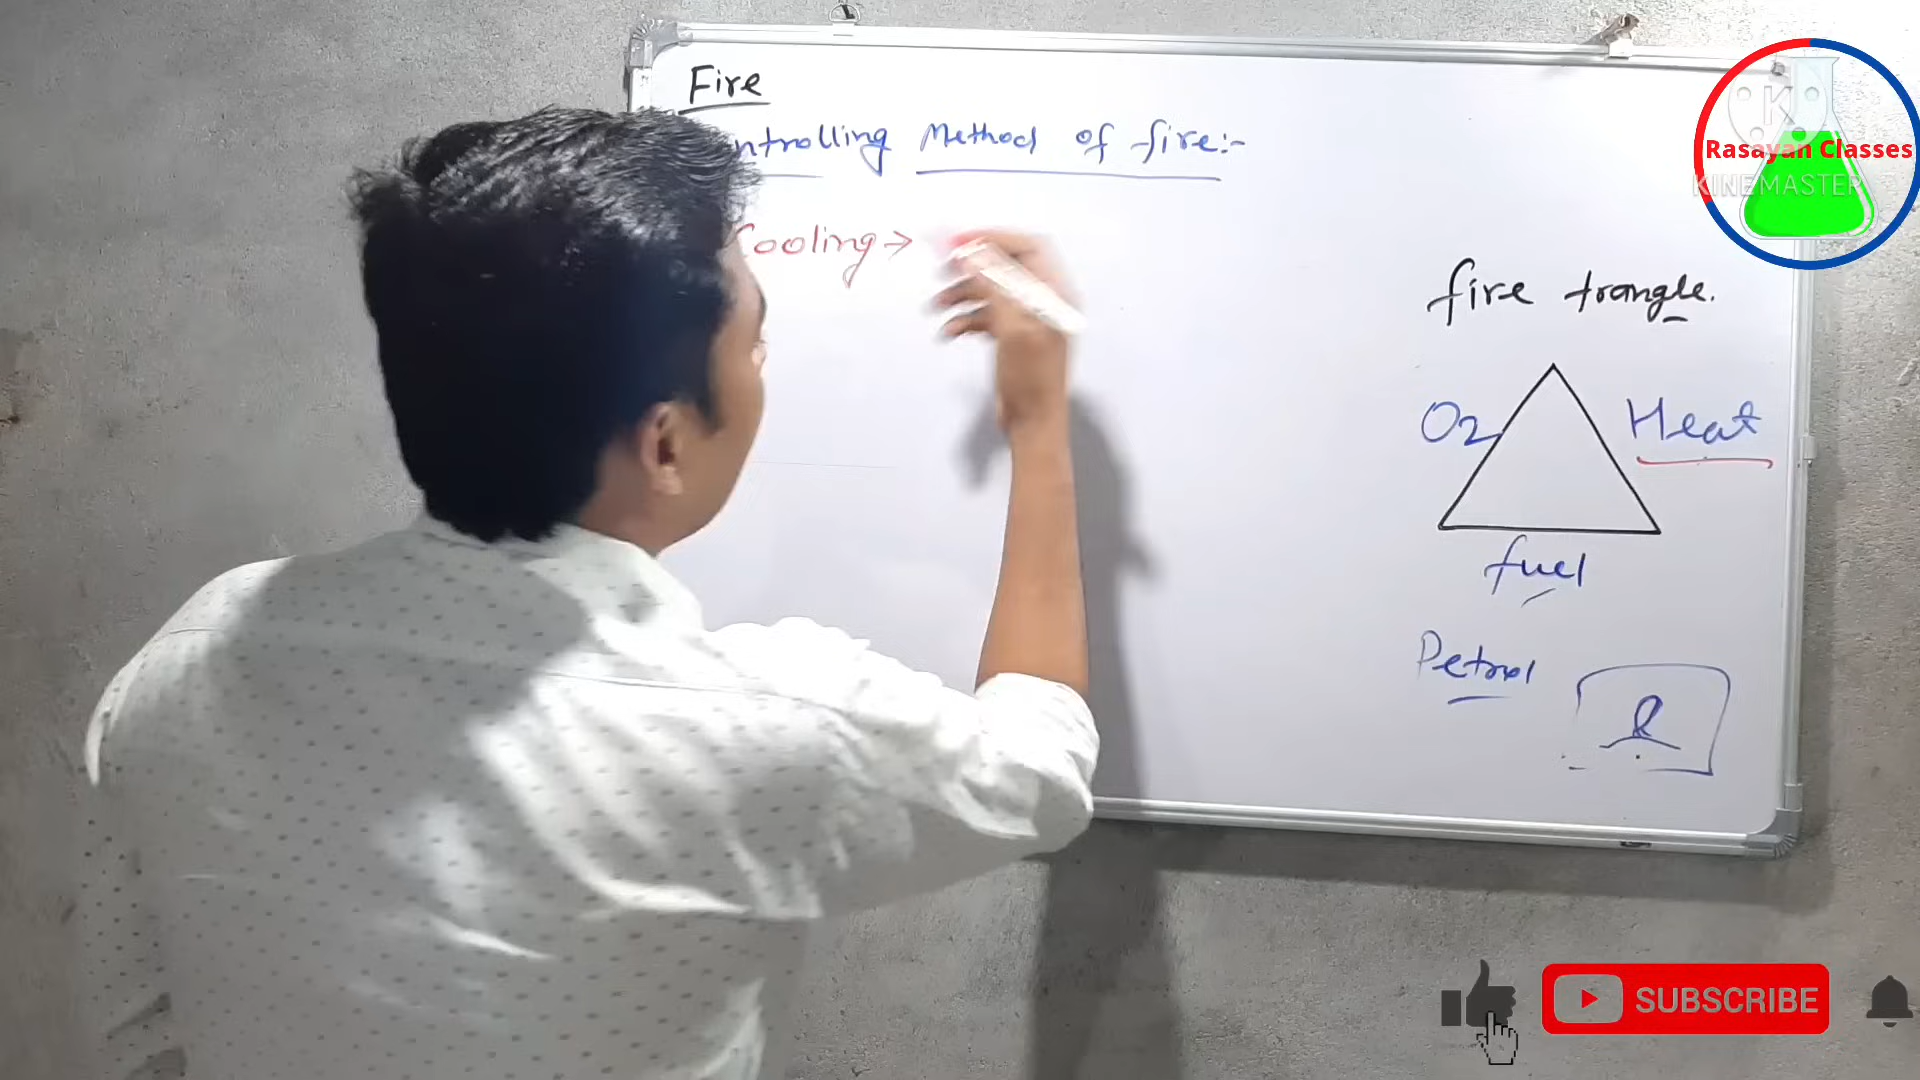 Fire
ntrolling Method of fire:-
Cooling →
fire trangle.
O2
Heat
fuel
Petrol
Rasayan Classes
KINEMASTER
K
SUBSCRIBE